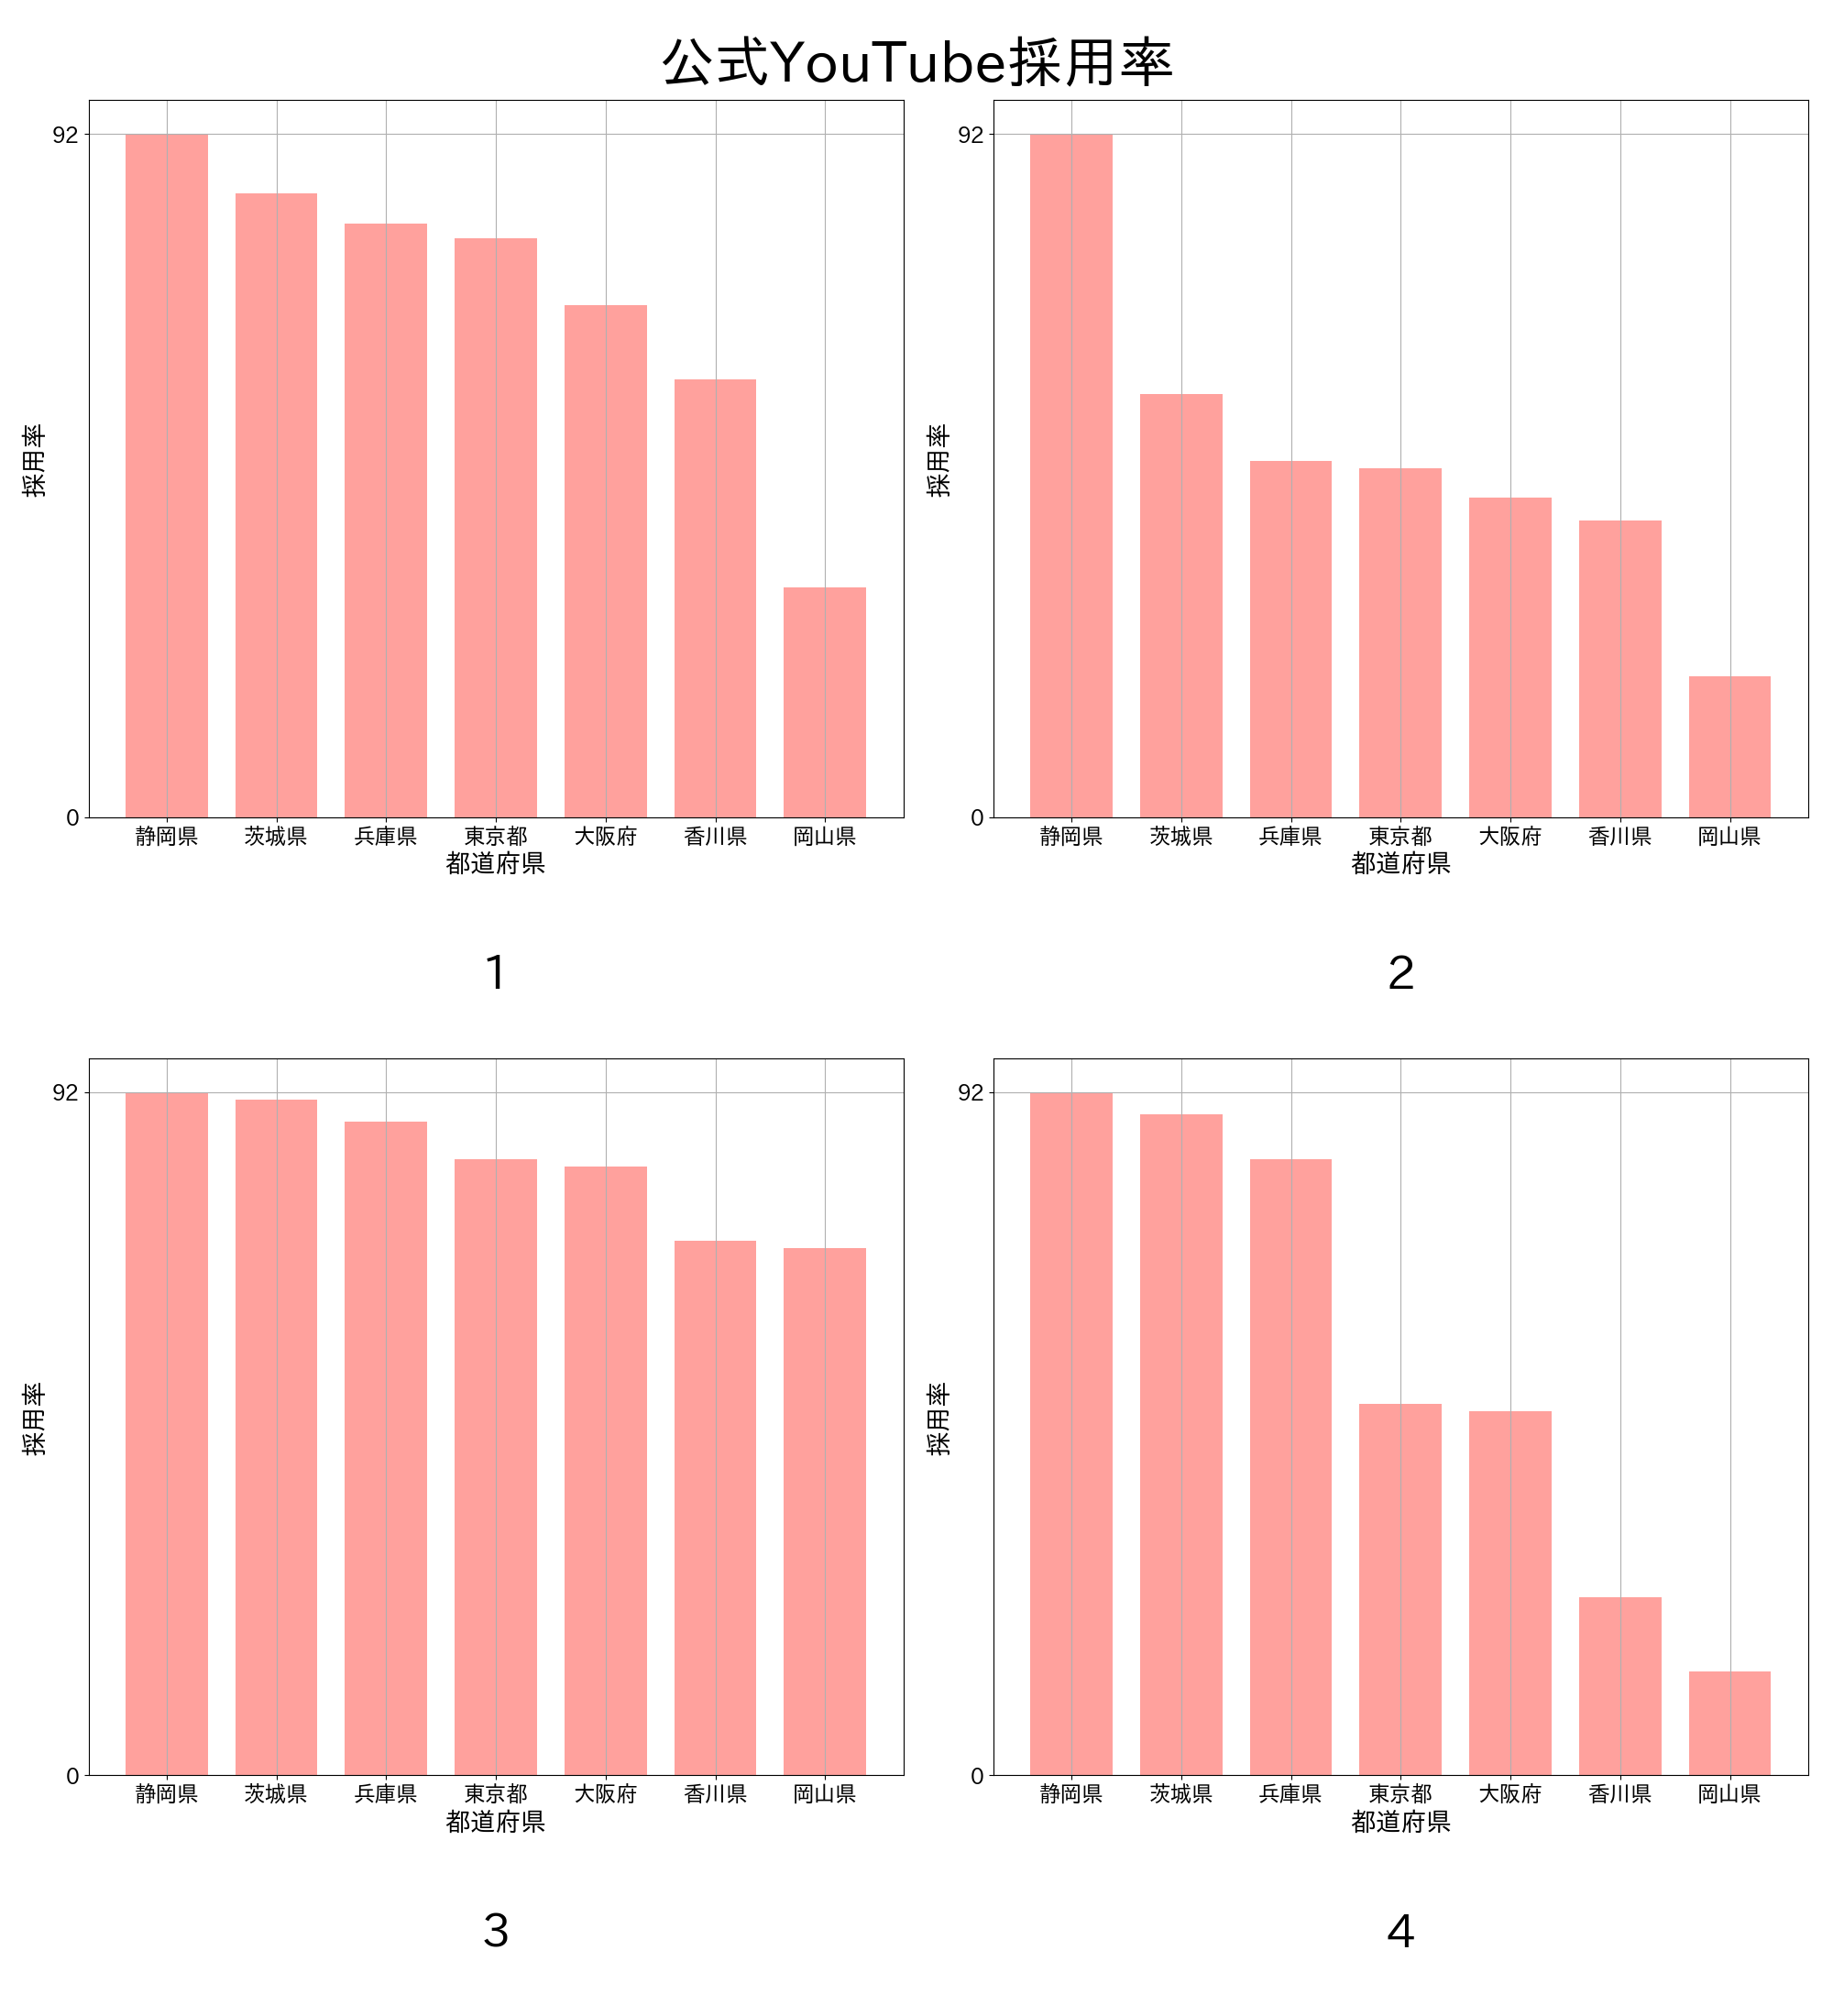 公式YouTube採用率
92
0
採用率
静岡県 茨城県 兵庫県 東京都 大阪府 香川県 岡山県
都道府県
1
92
0
採用率
静岡県 茨城県 兵庫県 東京都 大阪府 香川県 岡山県
都道府県
2
92
0
採用率
静岡県 茨城県 兵庫県 東京都 大阪府 香川県 岡山県
都道府県
3
92
0
採用率
静岡県 茨城県 兵庫県 東京都 大阪府 香川県 岡山県
都道府県
4